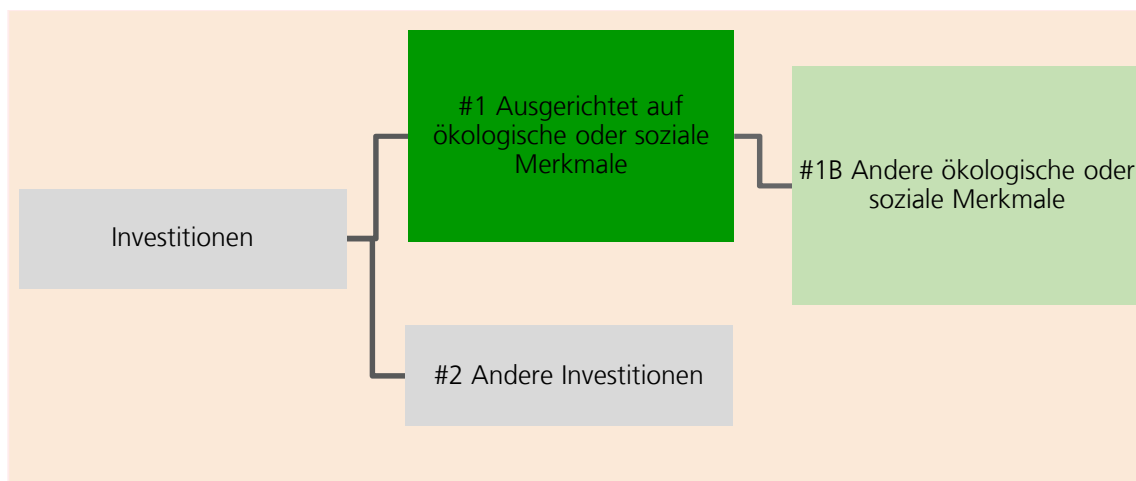 #1 Ausgerichtet auf
ökologische oder soziale
Merkmale
#1B Andere ökologische oder
soziale Merkmale
Investitionen
#2 Andere Investitionen